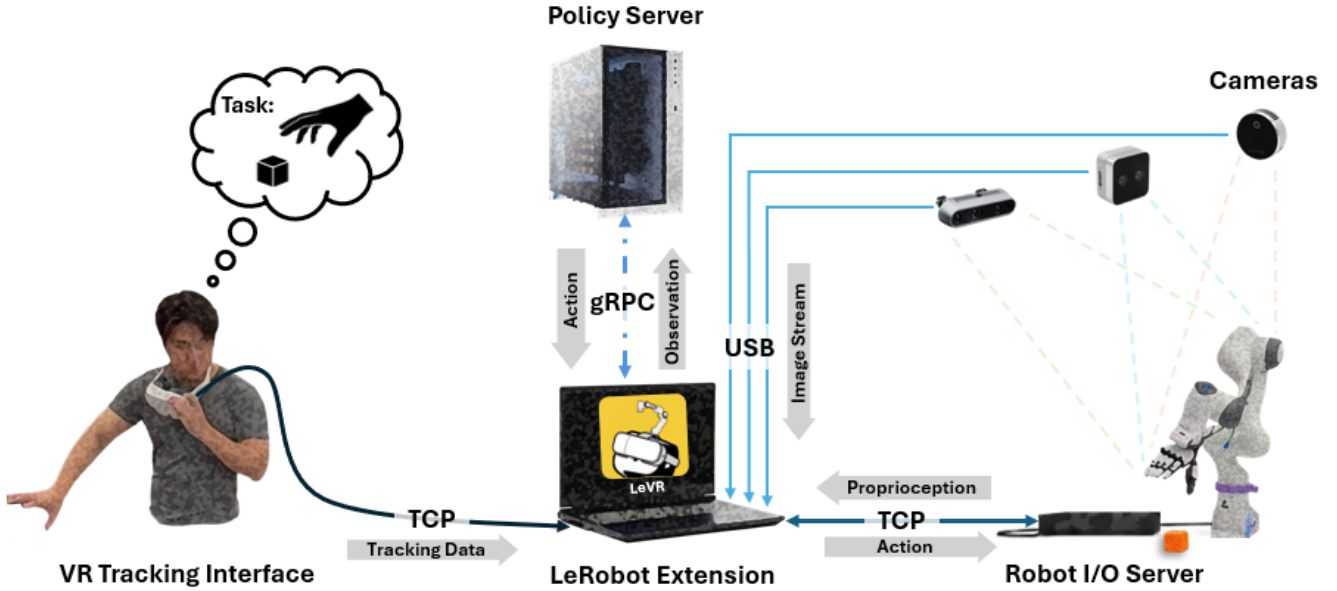 Policy Server
Cameras
Task:
Action
gRPC
Observation
USB
Image Stream
LeVR
Proprioception
TCP
TCP
Tracking Data
Action
VR Tracking Interface
LeRobot Extension
Robot I/O Server